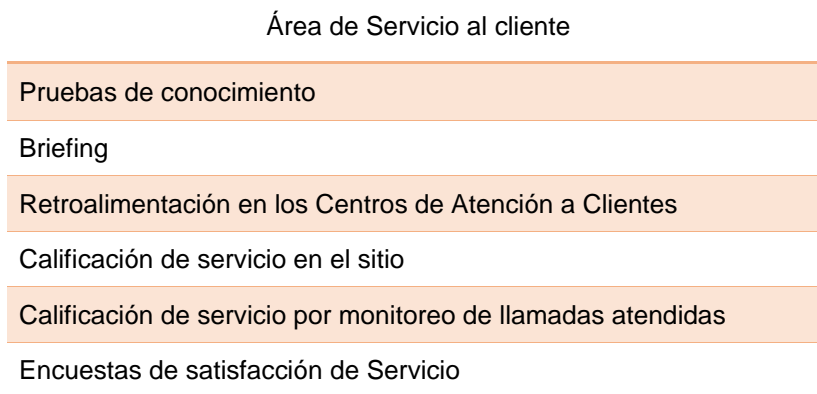 Área de Servicio al cliente
Pruebas de conocimiento
Briefing
Retroalimentación en los Centros de Atención a Clientes
Calificación de servicio en el sitio
Calificación de servicio por monitoreo de llamadas atendidas
Encuestas de satisfacción de Servicio